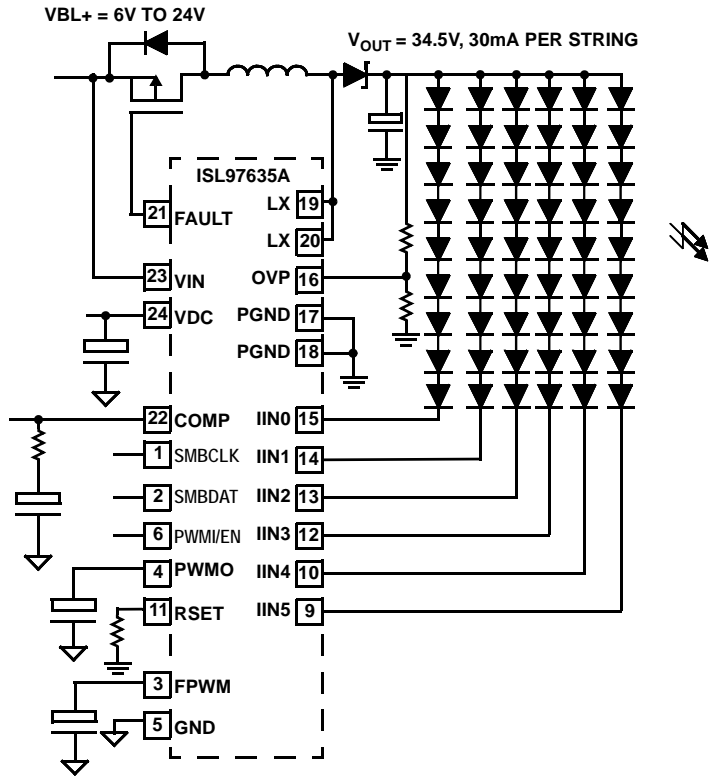 VBL+ = 6V TO 24V
VOUT = 34.5V, 30mA PER STRING
ISL97635A
21 FAULT
LX 19
LX 20
23 VIN
OVP 16
24 VDC
PGND 17
PGND 18
22 COMP
IIN0 15
1 SMBCLK
IIN1 14
2 SMBDAT
IIN2 13
6 PWMI/EN
IIN3 12
4 PWMO
IIN4 10
11 RSET
IIN5 9
3 FPWM
5 GND